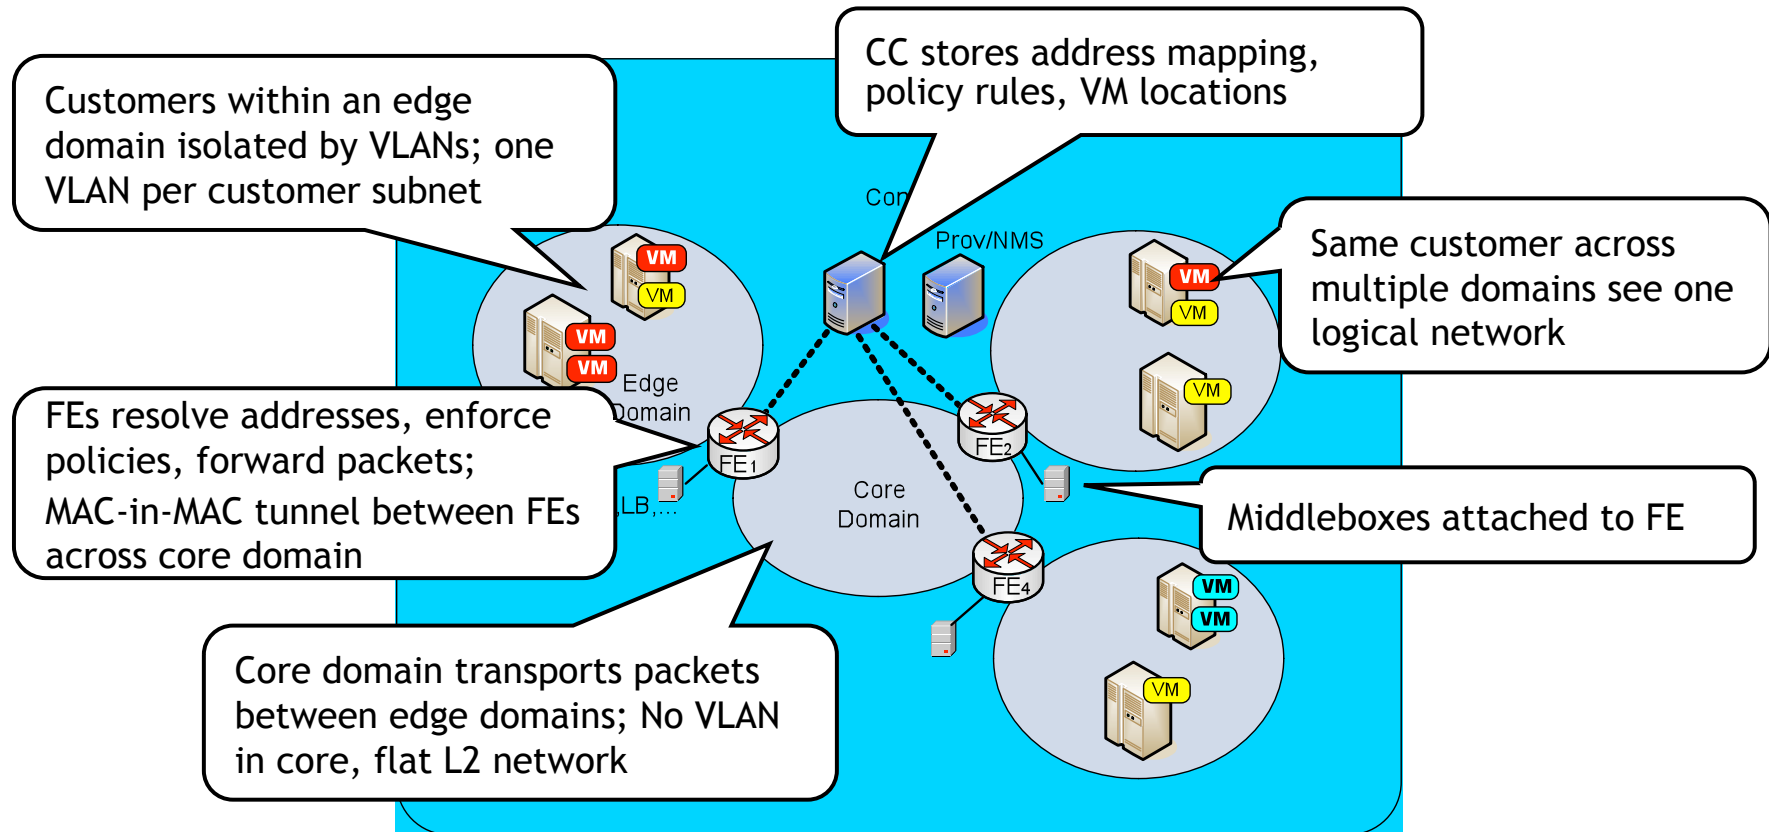 CC stores address mapping,
policy rules, VM locations
Customers within an edge
domain isolated by VLANs; one
VLAN per customer subnet
Con
Prov/NMS
Same customer across
multiple domains see one
logical network
VM
VM
VM
VM
VM
VM
VM
Edge
Domain
FEs resolve addresses, enforce
policies, forward packets;
MAC-in-MAC tunnel between FEs
across core domain
FE1
FE2
,LB,...
Core
Domain
Middleboxes attached to FE
FE4
VM
VM
VM
Core domain transports packets
between edge domains; No VLAN
in core, flat L2 network